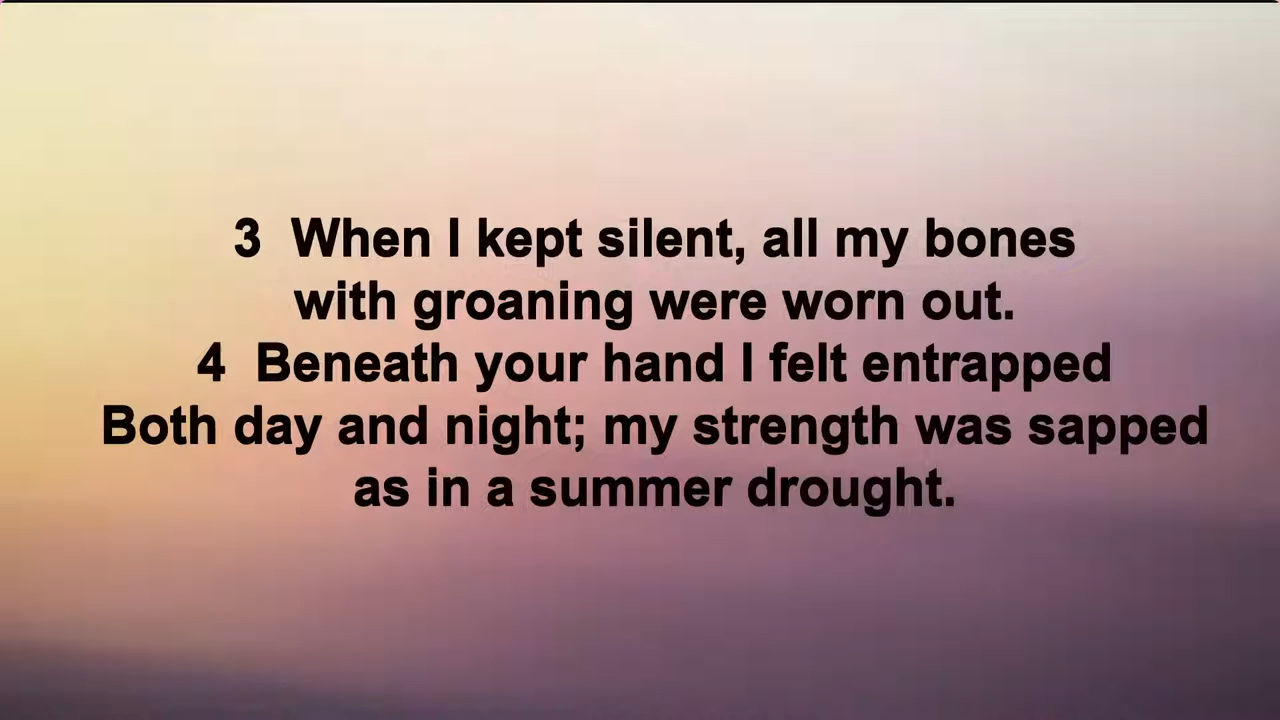 3 When I kept silent, all my bones
with groaning were worn out.
4 Beneath your hand I felt entrapped
Both day and night; my strength was sapped
as in a summer drought.